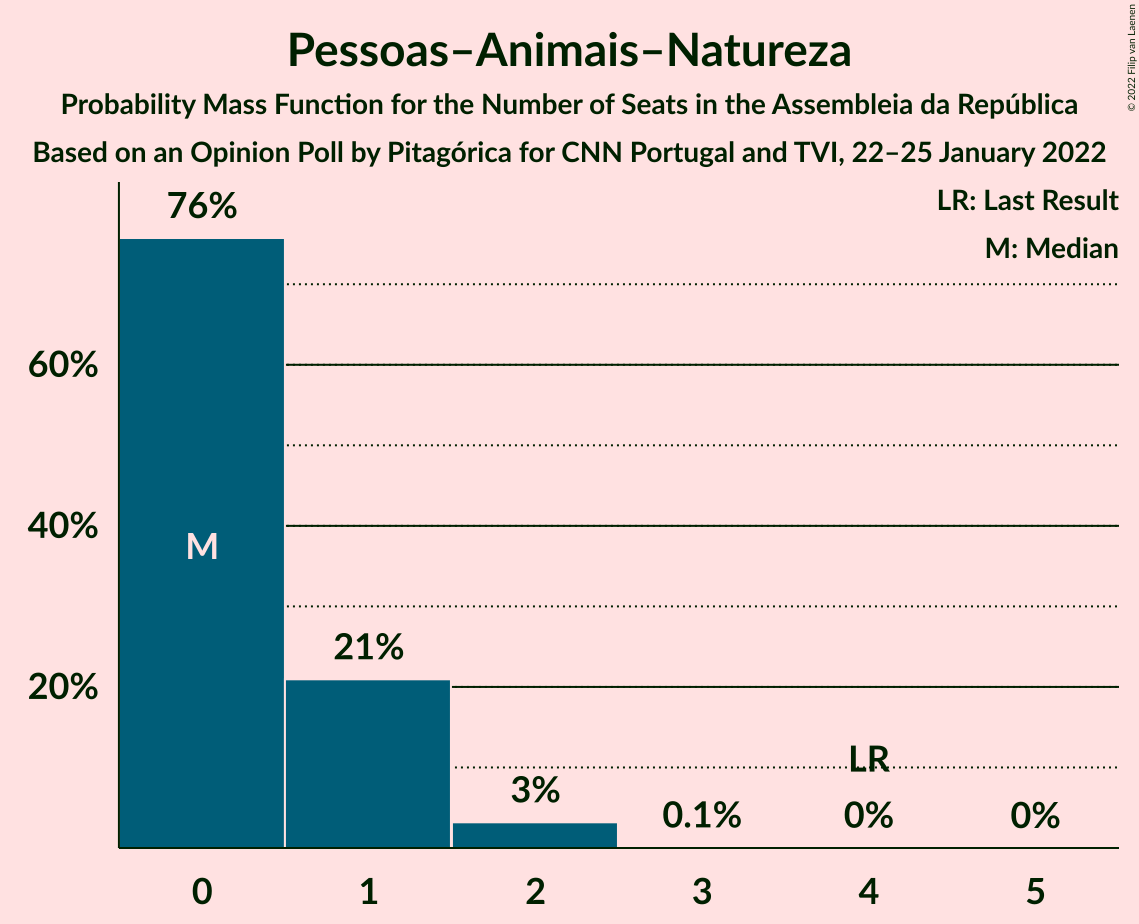 Pessoas–Animais–Natureza
Probability Mass Function for the Number of Seats in the Assembleia da República
Based on an Opinion Poll by Pitagórica for CNN Portugal and TVI, 22–25 January 2022
© 2022 Filip van Laenen
LR: Last Result
M: Median
76%
60%
40%
M
21%
20%
LR
3%
0.1%
0%
0%
0 1 2 3 4 5